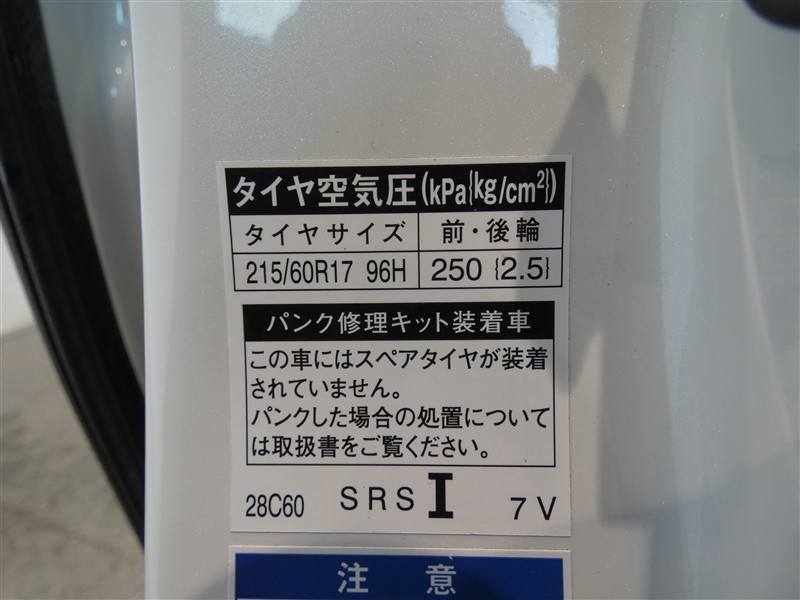 タイヤ空気圧(kPa{kg/cm²})
タイヤサイズ 前・後輪
215/60R17 96H 250 {2.5}
パンク修理キット装着車
この車にはスペアタイヤが装着
されていません。
パンクした場合の処置について
は取扱書をご覧ください。
28C60 SRS I 7V
注意